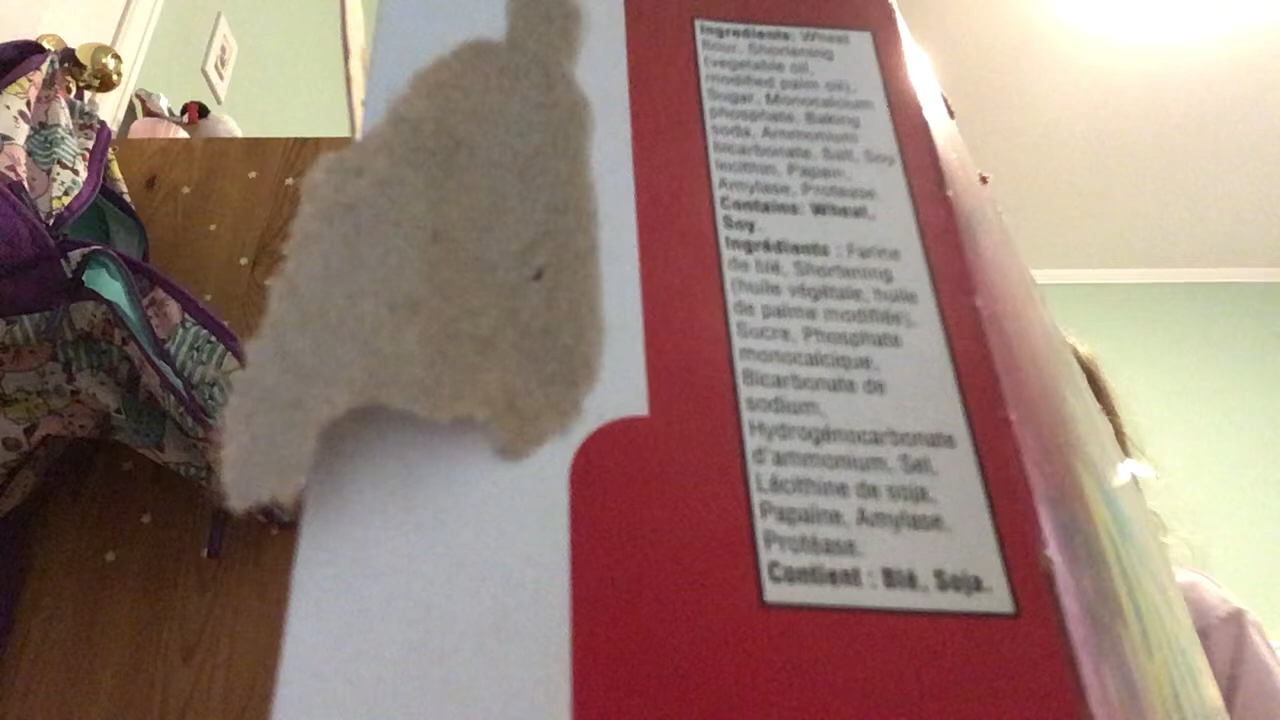 Ingredients: Wheat
flour, Shortening
(vegetable oil,
modified palm oil),
Sugar, Monocalcium
phosphate, Baking
soda, Ammonium
bicarbonate, Salt, Soy
lecithin, Papain,
Amylase, Protease.
Contains: Wheat,
Soy.
Ingrédients : Farine
de blé, Shortening
(huile végétale, huile
de palme modifiée),
Sucre, Phosphate
monocalcique,
Bicarbonate de
sodium,
Hydrogénocarbonate
d'ammonium, Sel,
Lécithine de soja,
Papaïne, Amylase,
Protéase.
Contient : Blé, Soja.